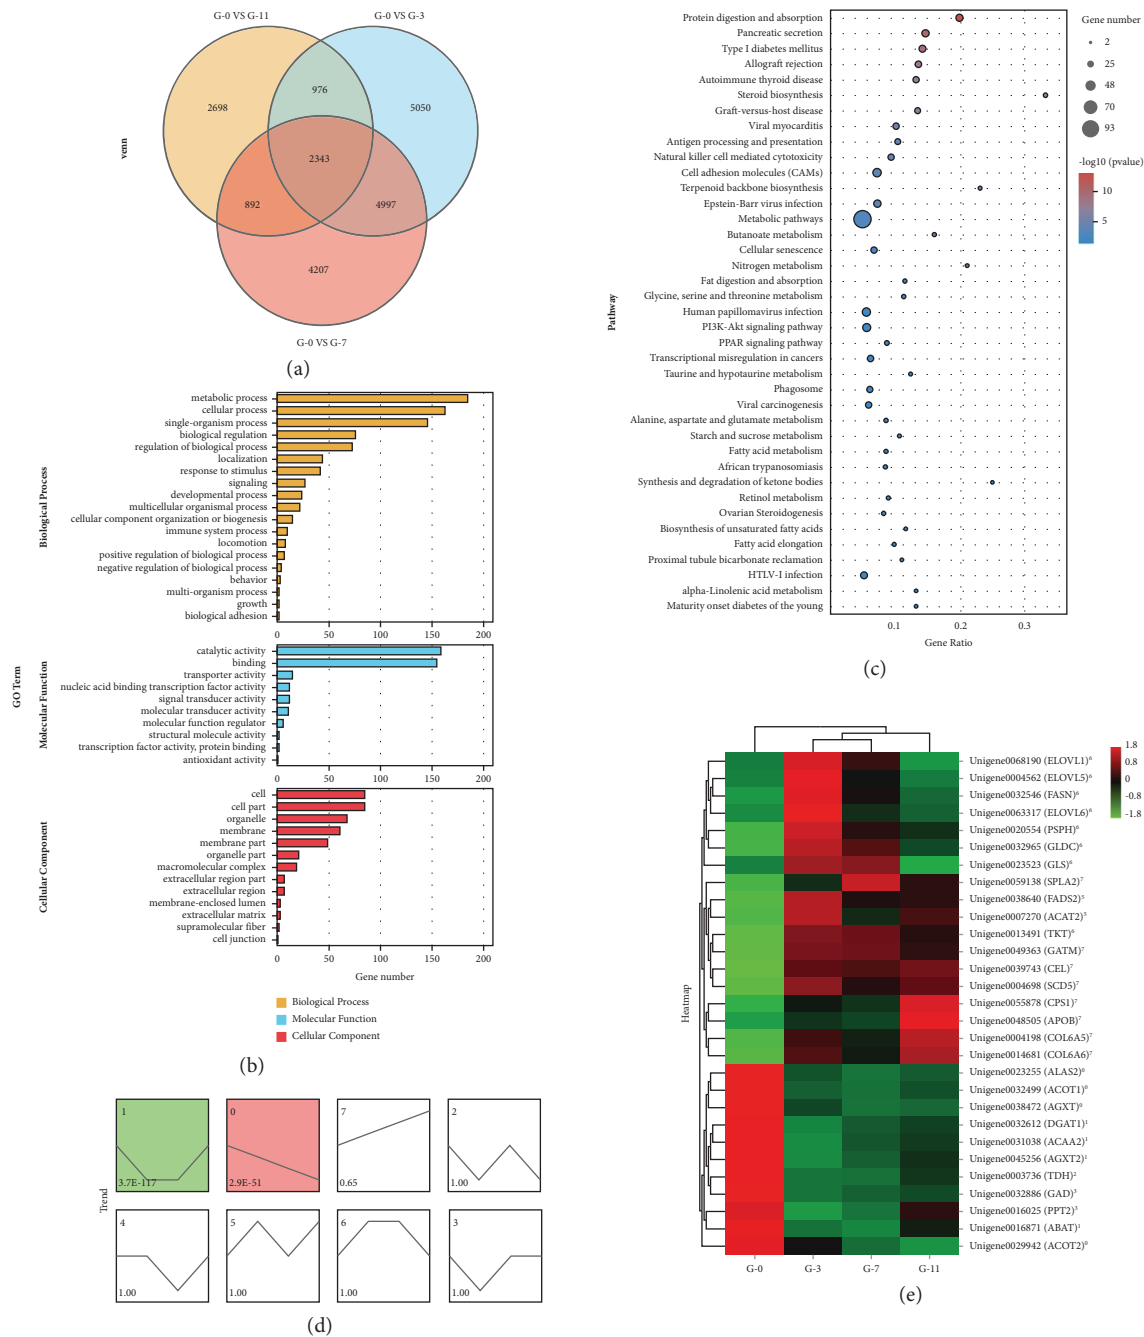 G-0 VS G-11
G-0 VS G-3
2698
976
5050
2343
892
4997
4207
venn
G-0 VS G-7
(a)
metabolic process
cellular process
single-organism process
biological regulation
regulation of biological process
localization
response to stimulus
signaling
developmental process
multicellular organismal process
cellular component organization or biogenesis
immune system process
locomotion
positive regulation of biological process
negative regulation of biological process
behavior
multi-organism process
growth
biological adhesion
Biological Process
0 50 100 150 200
catalytic activity
binding
transporter activity
nucleic acid binding transcription factor activity
signal transducer activity
molecular transducer activity
molecular function regulator
structural molecule activity
transcription factor activity, protein binding
antioxidant activity
GO Term
Molecular Function
0 50 100 150 200
cell
cell part
organelle
membrane
membrane part
organelle part
macromolecular complex
extracellular region part
extracellular region
membrane-enclosed lumen
extracellular matrix
supramolecular fiber
cell junction
Cellular Component
0 50 100 150 200
Gene number
Biological Process
Molecular Function
Cellular Component
(b)
Protein digestion and absorption
Pancreatic secretion
Type I diabetes mellitus
Allograft rejection
Autoimmune thyroid disease
Steroid biosynthesis
Graft-versus-host disease
Viral myocarditis
Antigen processing and presentation
Natural killer cell mediated cytotoxicity
Cell adhesion molecules (CAMs)
Terpenoid backbone biosynthesis
Epstein-Barr virus infection
Metabolic pathways
Butanoate metabolism
Cellular senescence
Nitrogen metabolism
Fat digestion and absorption
Glycine, serine and threonine metabolism
Human papillomavirus infection
PI3K-Akt signaling pathway
PPAR signaling pathway
Transcriptional misregulation in cancers
Taurine and hypotaurine metabolism
Phagosome
Viral carcinogenesis
Alanine, aspartate and glutamate metabolism
Starch and sucrose metabolism
Fatty acid metabolism
African trypanosomiasis
Synthesis and degradation of ketone bodies
Retinol metabolism
Ovarian Steroidogenesis
Biosynthesis of unsaturated fatty acids
Fatty acid elongation
Proximal tubule bicarbonate reclamation
HTLV-I infection
alpha-Linolenic acid metabolism
Maturity onset diabetes of the young
Pathway
0.1 0.2 0.3
Gene Ratio
Gene number
2
25
48
70
93
-log10 (pvalue)
10
5
(c)
Trend
1
3.7E-117
0
2.9E-51
7
0.65
2
1.00
4
1.00
5
1.00
6
1.00
3
1.00
(d)
Heatmap
Unigene0068190 (ELOVL1)⁶
Unigene0004562 (ELOVL5)⁶
Unigene0032546 (FASN)⁶
Unigene0063317 (ELOVL6)⁶
Unigene0020554 (PSPH)⁶
Unigene0032965 (GLDC)⁶
Unigene0023523 (GLS)⁶
Unigene0059138 (SPLA2)⁷
Unigene0038640 (FADS2)⁵
Unigene0007270 (ACAT2)⁵
Unigene0013491 (TKT)⁶
Unigene0049363 (GATM)⁷
Unigene0039743 (CEL)⁷
Unigene0004698 (SCD5)⁷
Unigene0055878 (CPS1)⁷
Unigene0048505 (APOB)⁷
Unigene0004198 (COL6A5)⁷
Unigene0014681 (COL6A6)⁷
Unigene0023255 (ALAS2)⁰
Unigene0032499 (ACOT1)⁰
Unigene0038472 (AGXT)⁰
Unigene0032612 (DGAT1)¹
Unigene0031038 (ACAA2)¹
Unigene0045256 (AGXT2)¹
Unigene0003736 (TDH)²
Unigene0032886 (GAD)³
Unigene0016025 (PPT2)³
Unigene0016871 (ABAT)¹
Unigene0029942 (ACOT2)⁰
G-0 G-3 G-7 G-11
1.8
0.8
-0.8
-1.8
(e)